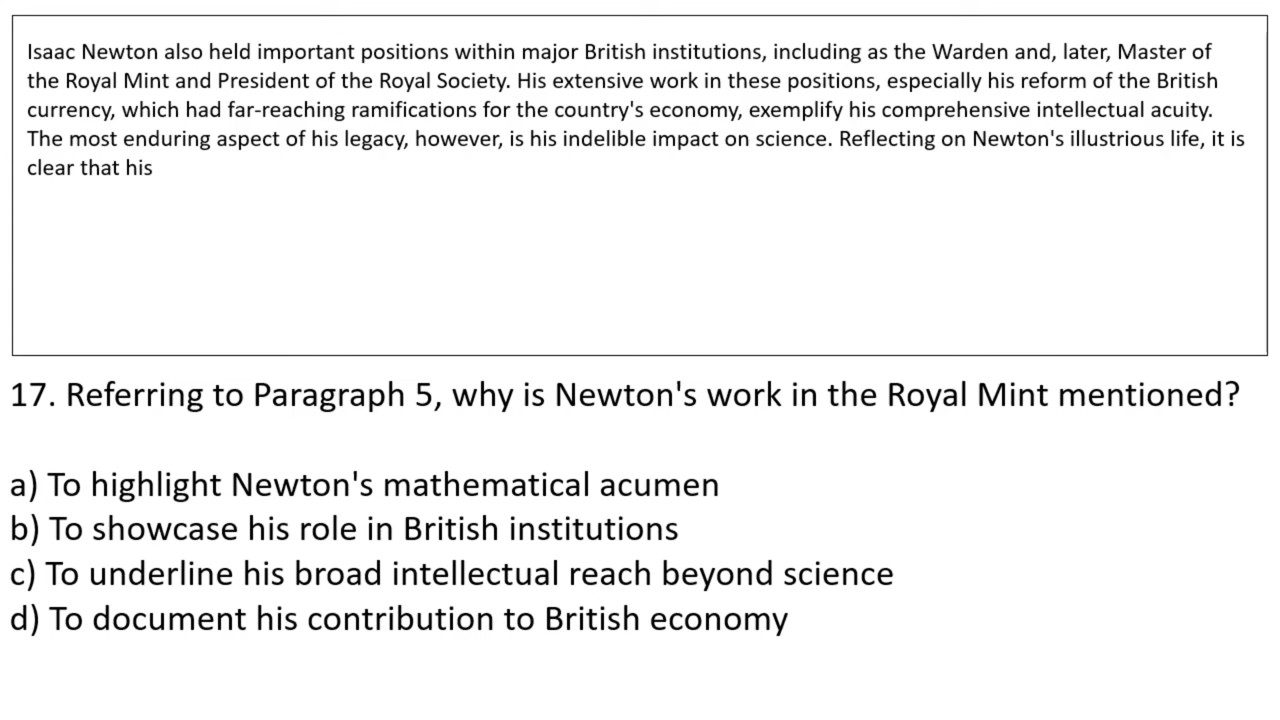 Isaac Newton also held important positions within major British institutions, including as the Warden and, later, Master of
the Royal Mint and President of the Royal Society. His extensive work in these positions, especially his reform of the British
currency, which had far-reaching ramifications for the country's economy, exemplify his comprehensive intellectual acuity.
The most enduring aspect of his legacy, however, is his indelible impact on science. Reflecting on Newton's illustrious life, it is
clear that his
17. Referring to Paragraph 5, why is Newton's work in the Royal Mint mentioned?
a) To highlight Newton's mathematical acumen
b) To showcase his role in British institutions
c) To underline his broad intellectual reach beyond science
d) To document his contribution to British economy